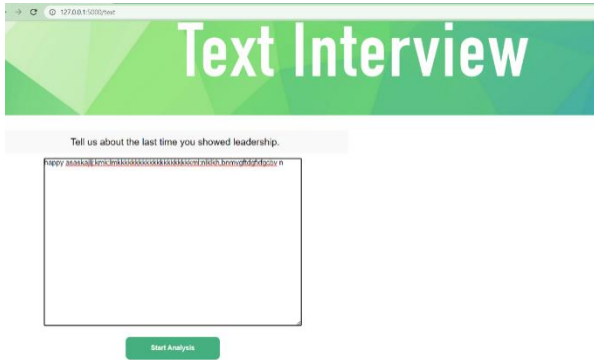 127.0.0.1:5000/text
Text Interview
Tell us about the last time you showed leadership.
happy n
Start Analysis